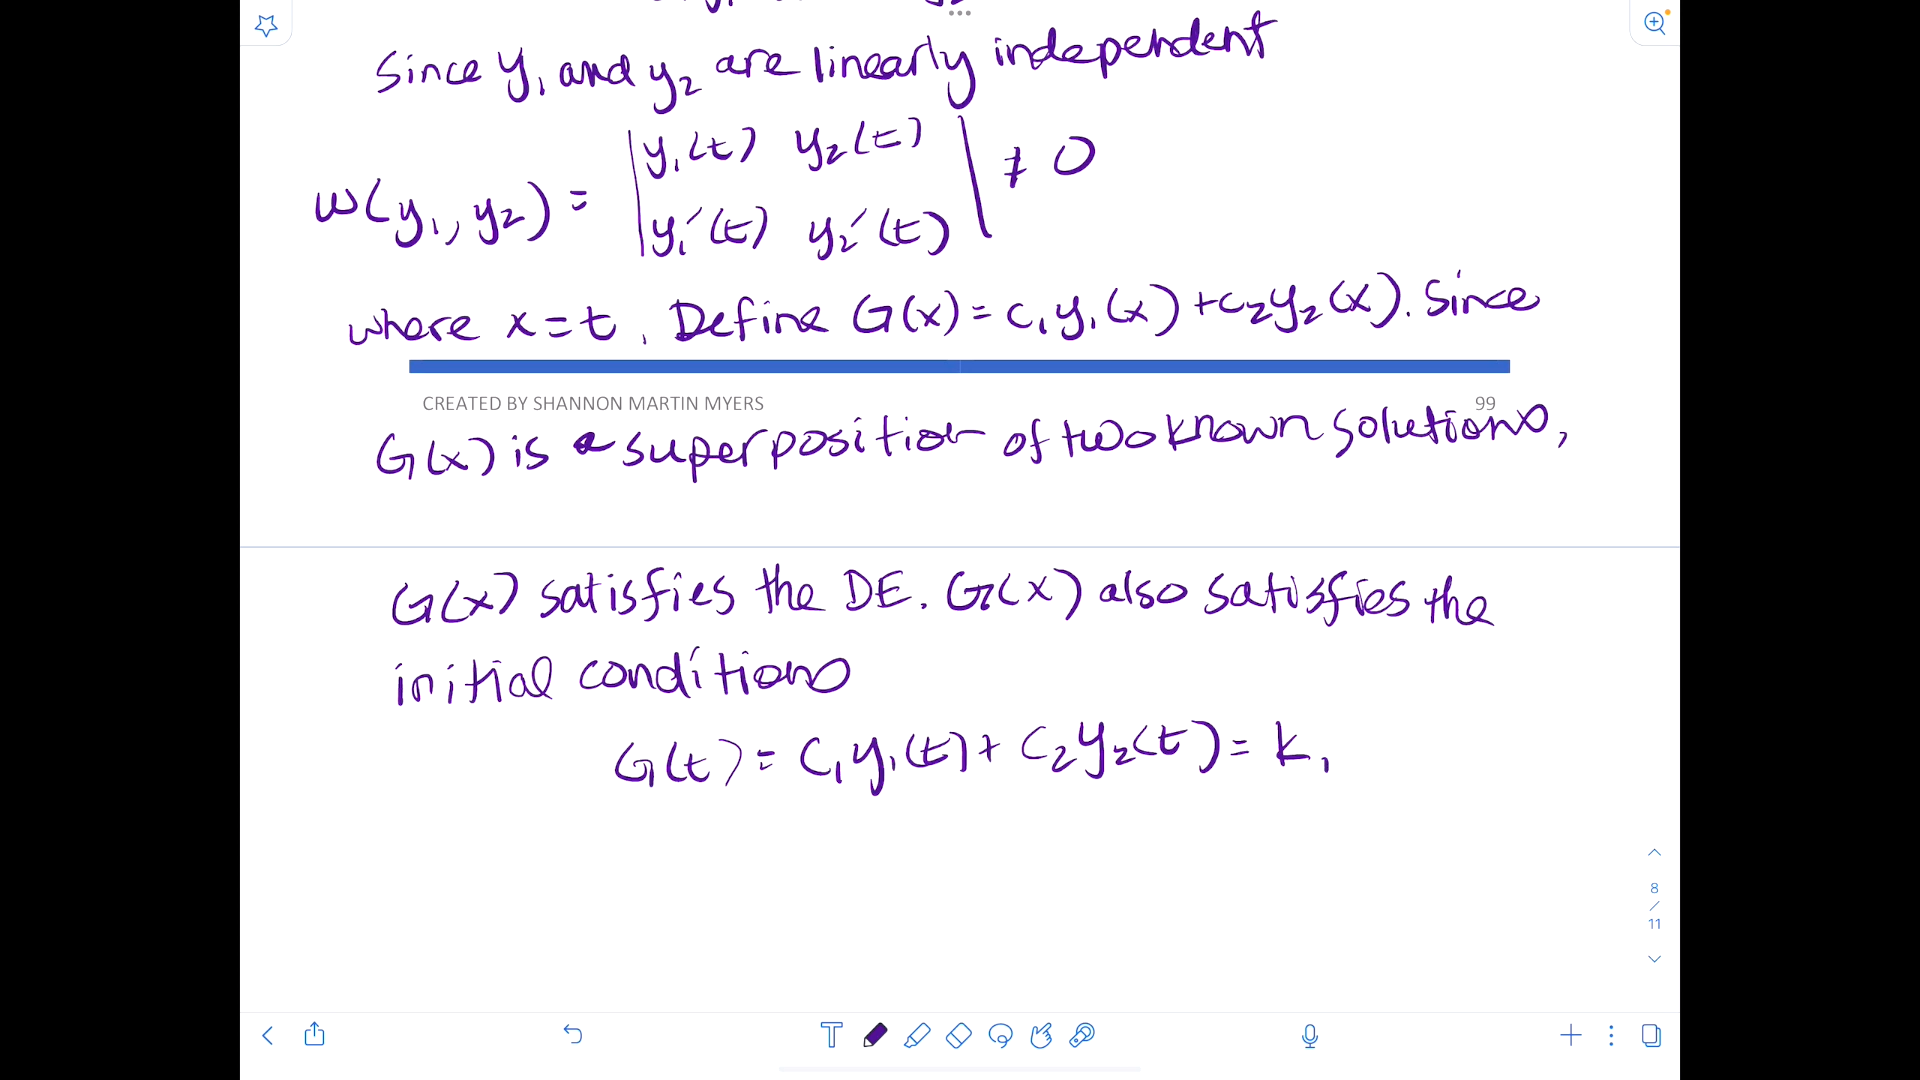 Since y₁ and y₂ are linearly independent
W(y₁, y₂) = | y₁(t) y₂(t) | ≠ 0
| y₁′(t) y₂′(t) |
where x = t. Define G(x) = c₁y₁(x) + c₂y₂(x). Since
CREATED BY SHANNON MARTIN MYERS 99
G(x) is a superposition of two known solutions,
G(x) satisfies the DE. G(x) also satisfies the
initial conditions
G(t) = c₁y₁(t) + c₂y₂(t) = k₁
8
/
11
T